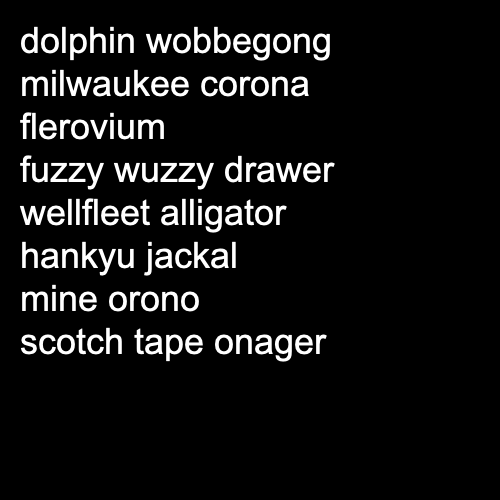 dolphin wobbegong
milwaukee corona
flerovium
fuzzy wuzzy drawer
wellfleet alligator
hankyu jackal
mine orono
scotch tape onager